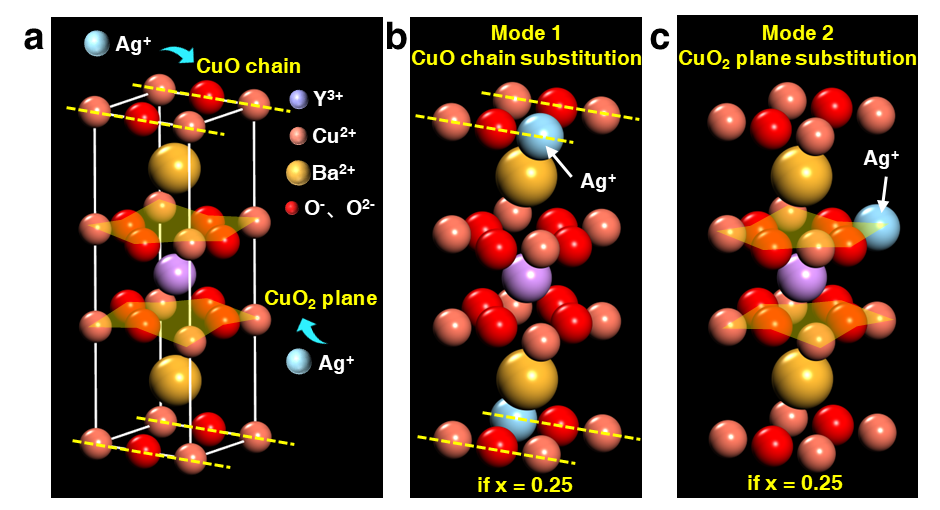 a
Ag⁺
CuO chain
Y³⁺
Cu²⁺
Ba²⁺
O⁻、O²⁻
CuO₂ plane
Ag⁺
b
Mode 1
CuO chain substitution
Ag⁺
if x = 0.25
c
Mode 2
CuO₂ plane substitution
Ag⁺
if x = 0.25